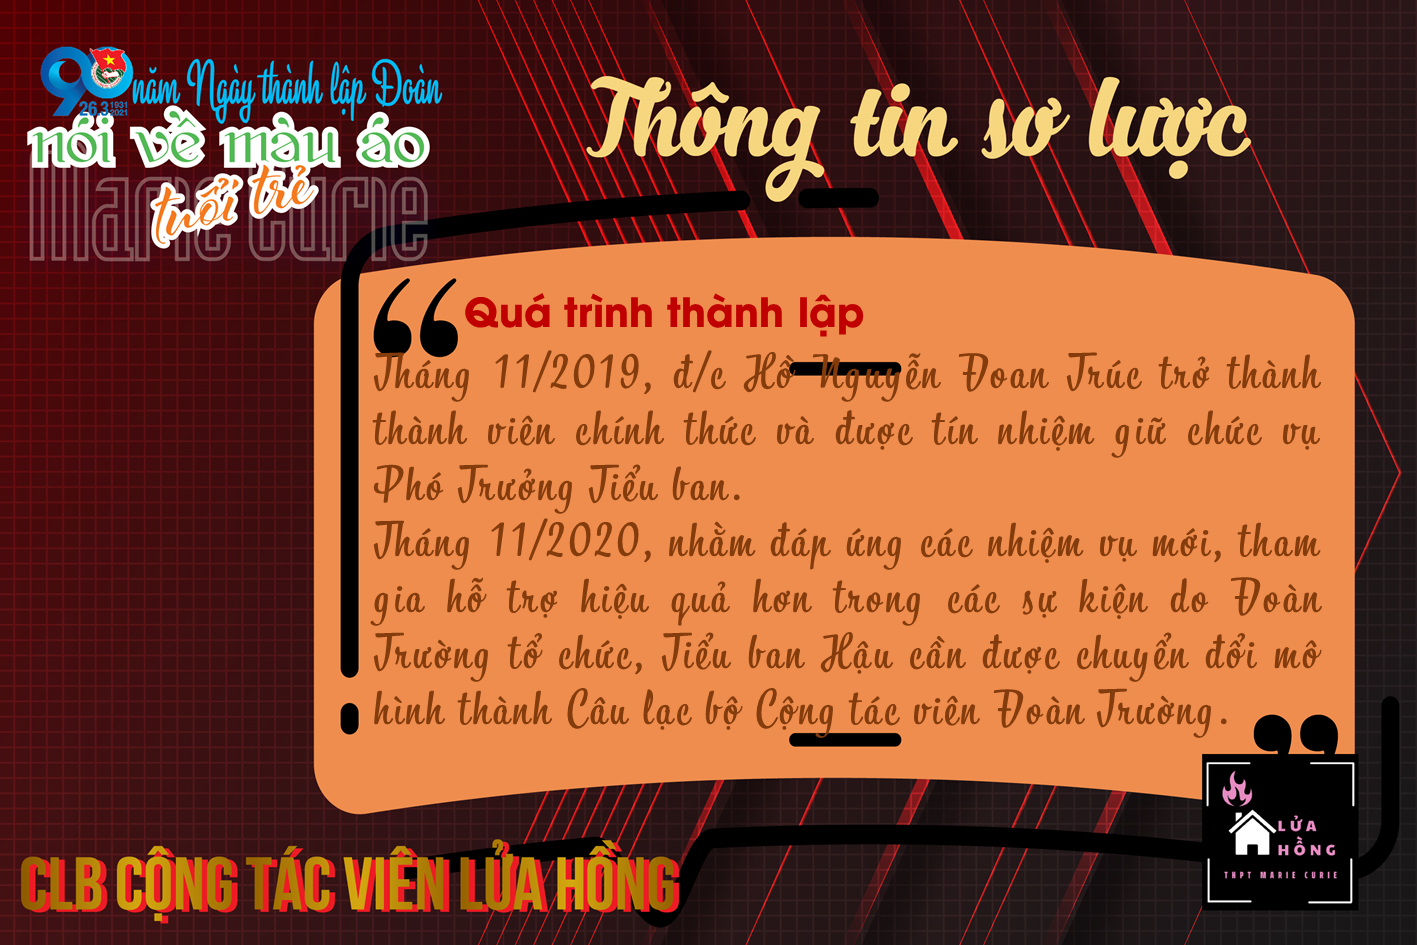 90 năm Ngày thành lập Đoàn
26.3 1931 2021
nói về màu áo
Marie Curie
tuổi trẻ
Thông tin sơ lược
Quá trình thành lập
Tháng 11/2019, đ/c Hồ Nguyễn Đoan Trúc trở thành
thành viên chính thức và được tín nhiệm giữ chức vụ
Phó Trưởng Tiểu ban.
Tháng 11/2020, nhằm đáp ứng các nhiệm vụ mới, tham
gia hỗ trợ hiệu quả hơn trong các sự kiện do Đoàn
Trường tổ chức, Tiểu ban Hậu cần được chuyển đổi mô
hình thành Câu lạc bộ Cộng tác viên Đoàn Trường.
CLB CỘNG TÁC VIÊN LỬA HỒNG
LỬA
HỒNG
THPT MARIE CURIE